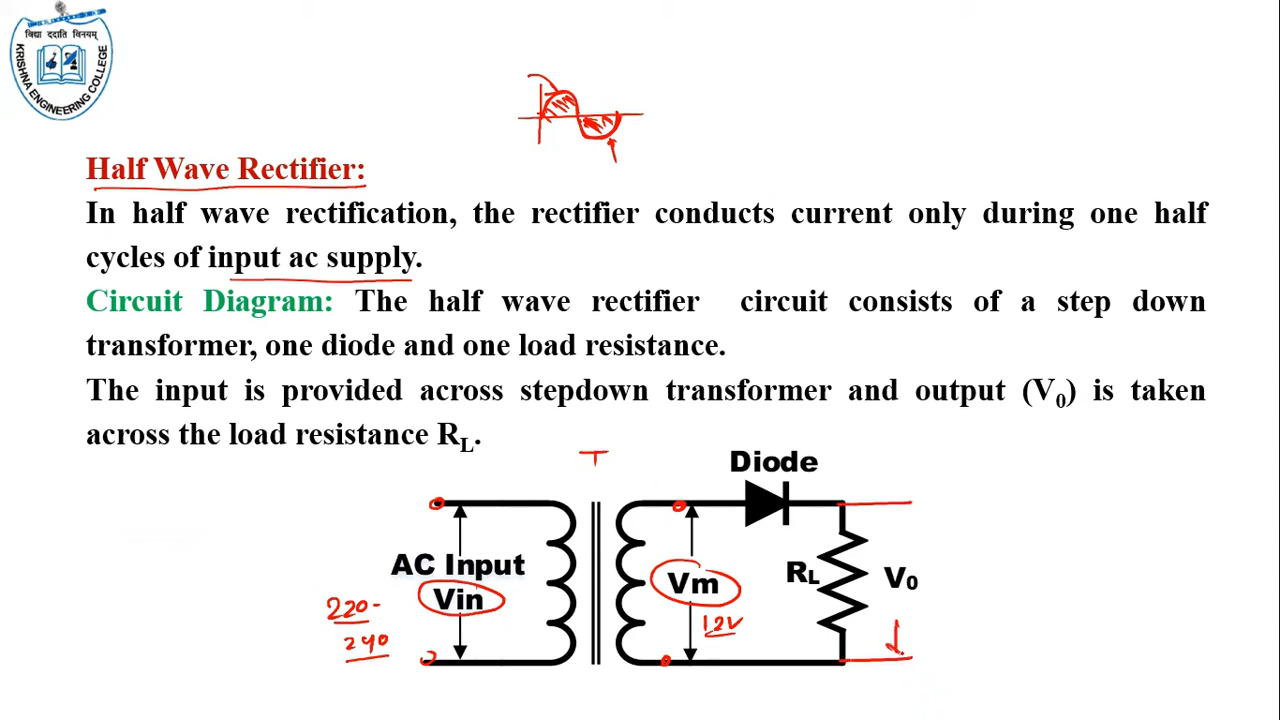 विद्या ददाति विनयम्
KRISHNA ENGINEERING COLLEGE
Half Wave Rectifier:
In half wave rectification, the rectifier conducts current only during one half
cycles of input ac supply.
Circuit Diagram: The half wave rectifier circuit consists of a step down
transformer, one diode and one load resistance.
The input is provided across stepdown transformer and output (V₀) is taken
across the load resistance R_L.
T
Diode
AC Input
Vin
Vm
R_L
V₀
220-
240
12V